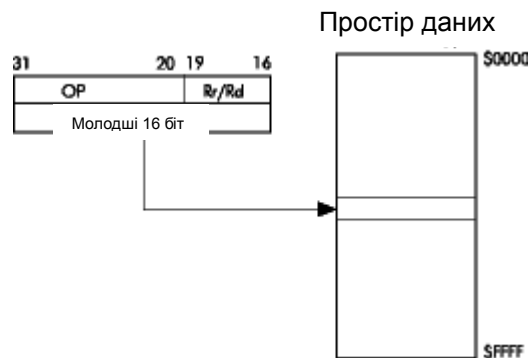 Простір даних
31 20 19 16
$0000
OP Rr/Rd
Молодші 16 біт
$FFFF